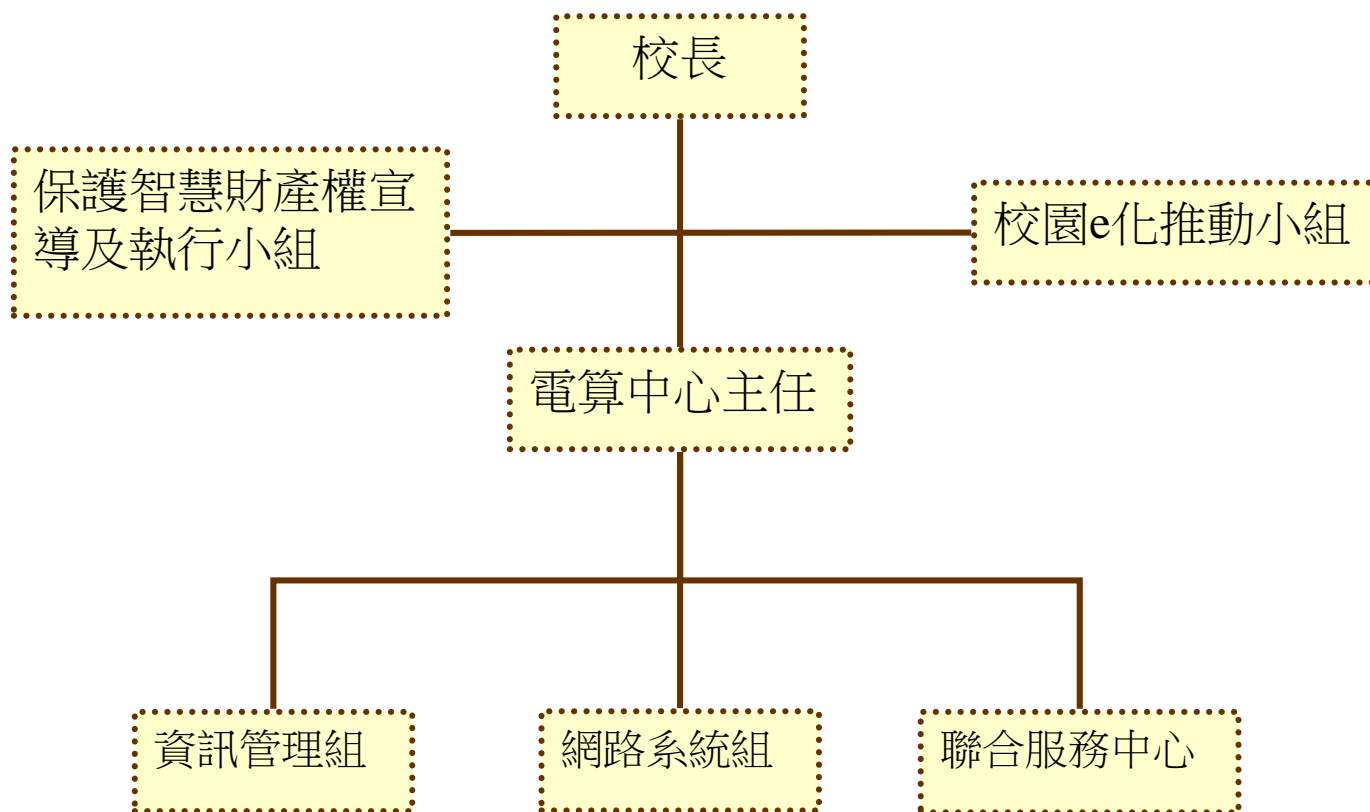 校長
保護智慧財產權宣
導及執行小組
校園e化推動小組
電算中心主任
資訊管理組
網路系統組
聯合服務中心